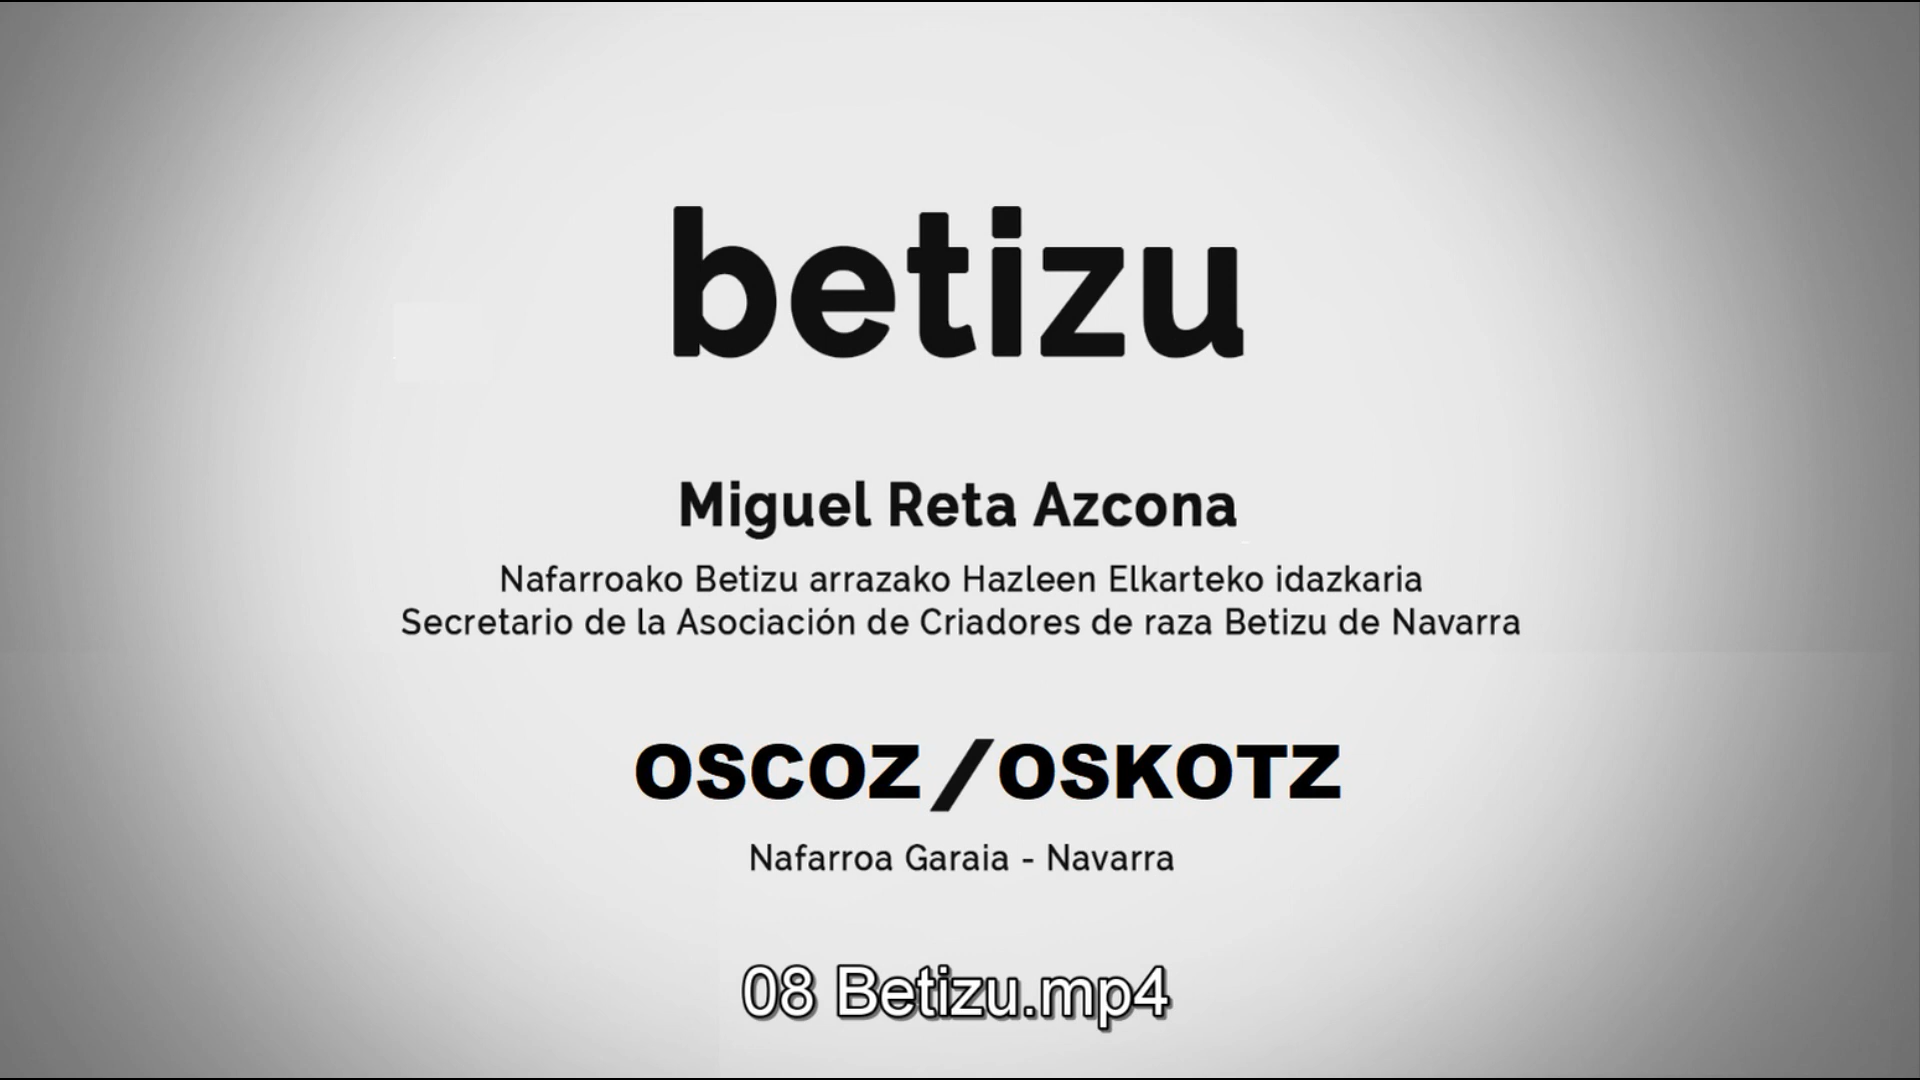 betizu
Miguel Reta Azcona
Nafarroako Betizu arrazako Hazleen Elkarteko idazkaria
Secretario de la Asociación de Criadores de raza Betizu de Navarra
OSCOZ/OSKOTZ
Nafarroa Garaia - Navarra
08 Betizu.mp4